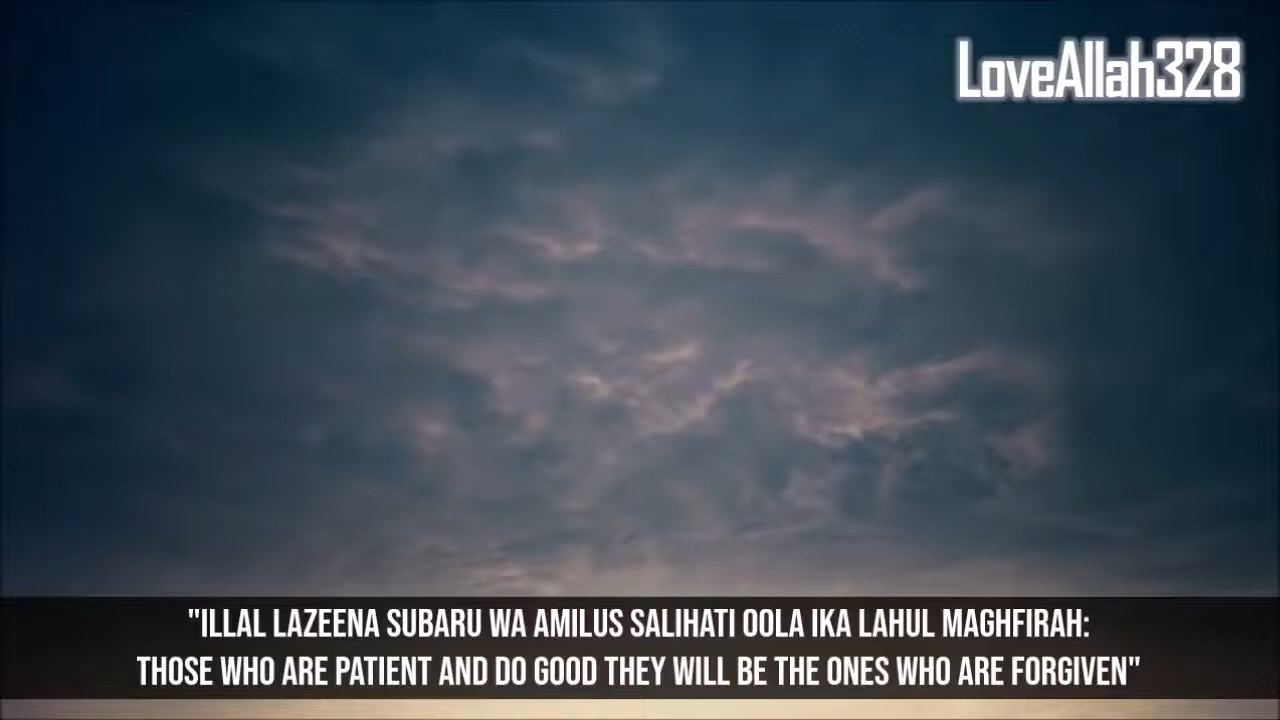 LoveAllah328
"ILLAL LAZEENA SUBARU WA AMILUS SALIHATI OOLA IKA LAHUL MAGHFIRAH:
THOSE WHO ARE PATIENT AND DO GOOD THEY WILL BE THE ONES WHO ARE FORGIVEN"